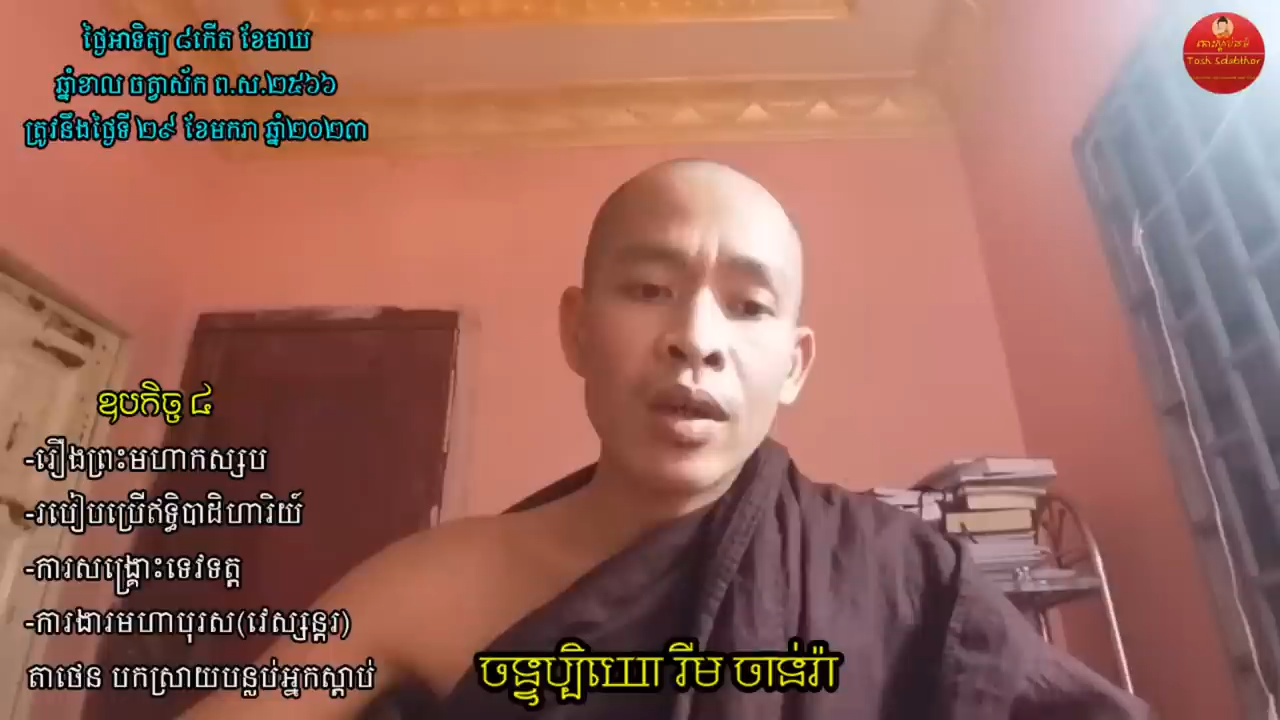 ថ្ងៃអាទិត្យ ៨កើត ខែមាឃ
ឆ្នាំខាល ចត្វាស័ក ព.ស.២៥៦៦
ត្រូវនឹងថ្ងៃទី ២៩ ខែមករា ឆ្នាំ២០២៣
Tosh Sdabthor
ឧបកិច្ច ៤
-រឿងព្រះមហាកស្សប
-របៀបប្រើឥទ្ធិបាដិហារិយ៍
-ការសង្គ្រោះទេវទត្ត
-ការងារមហាបុរស(វេស្សន្តរ)
តាថេន បកស្រាយបន្លប់អ្នកស្តាប់
ចន្ទប្បិយោ រីម ចាន់រ៉ា